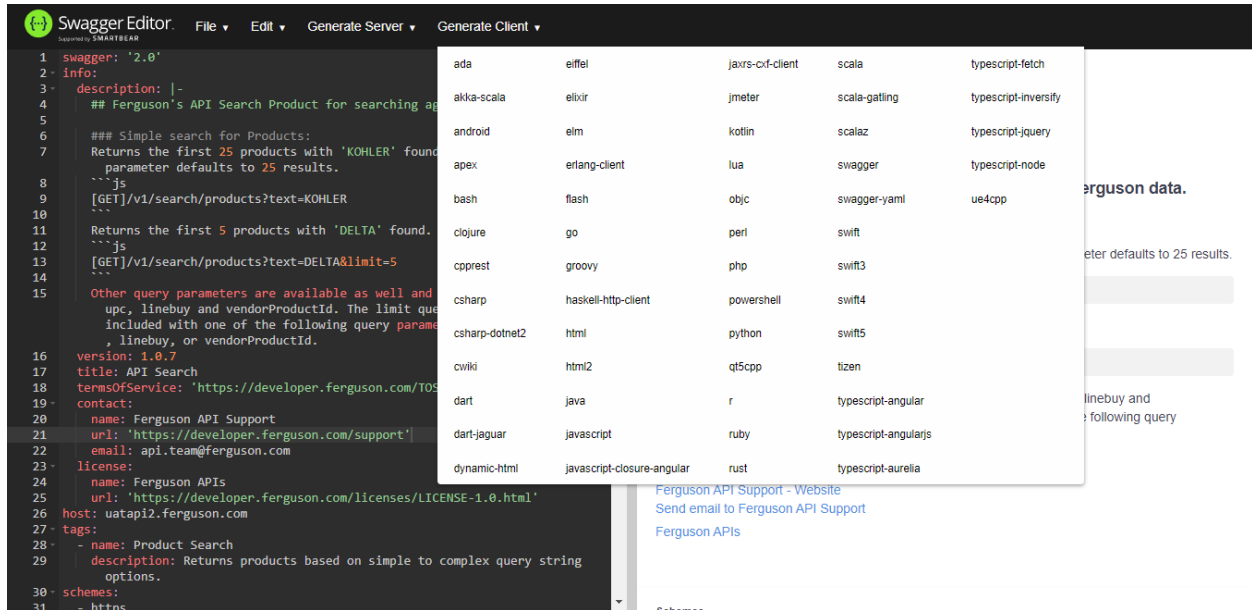 Swagger Editor.
Supported by SMARTBEAR
File
Edit
Generate Server
Generate Client
1 swagger: '2.0'
2 info:
3 description: |-
4 ## Ferguson's API Search Product for searching ag
5
6 ### Simple search for Products:
7 Returns the first 25 products with 'KOHLER' found
parameter defaults to 25 results.
8 ```js
9 [GET]/v1/search/products?text=KOHLER
10 ```
11 Returns the first 5 products with 'DELTA' found.
12 ```js
13 [GET]/v1/search/products?text=DELTA&limit=5
14 ```
15 Other query parameters are available as well and
upc, linebuy and vendorProductId. The limit que
included with one of the following query parame
, linebuy, or vendorProductId.
16 version: 1.0.7
17 title: API Search
18 termsOfService: 'https://developer.ferguson.com/TOS
19 contact:
20 name: Ferguson API Support
21 url: 'https://developer.ferguson.com/support'
22 email: api.team@ferguson.com
23 license:
24 name: Ferguson APIs
25 url: 'https://developer.ferguson.com/licenses/LICENSE-1.0.html'
26 host: uatapi2.ferguson.com
27 tags:
28 - name: Product Search
29 description: Returns products based on simple to complex query string
options.
30 schemes:
31 - https
ada eiffel jaxrs-cxf-client scala typescript-fetch
akka-scala elixir jmeter scala-gatling typescript-inversify
android elm kotlin scalaz typescript-jquery
apex erlang-client lua swagger typescript-node
bash flash objc swagger-yaml ue4cpp
clojure go perl swift
cpprest groovy php swift3
csharp haskell-http-client powershell swift4
csharp-dotnet2 html python swift5
cwiki html2 qt5cpp tizen
dart java r typescript-angular
dart-jaguar javascript ruby typescript-angularjs
dynamic-html javascript-closure-angular rust typescript-aurelia
erguson data.
eter defaults to 25 results.
linebuy and
following query
Ferguson API Support - Website
Send email to Ferguson API Support
Ferguson APIs
Schemes